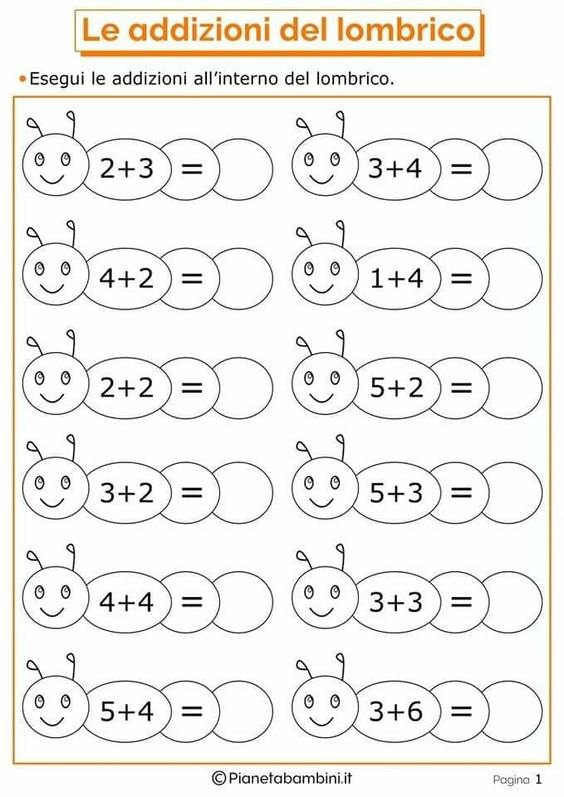 Le addizioni del lombrico
•Esegui le addizioni all'interno del lombrico.
2+3 = 3+4 =
4+2 = 1+4 =
2+2 = 5+2 =
3+2 = 5+3 =
4+4 = 3+3 =
5+4 = 3+6 =
©Pianetabambini.it
Pagina 1